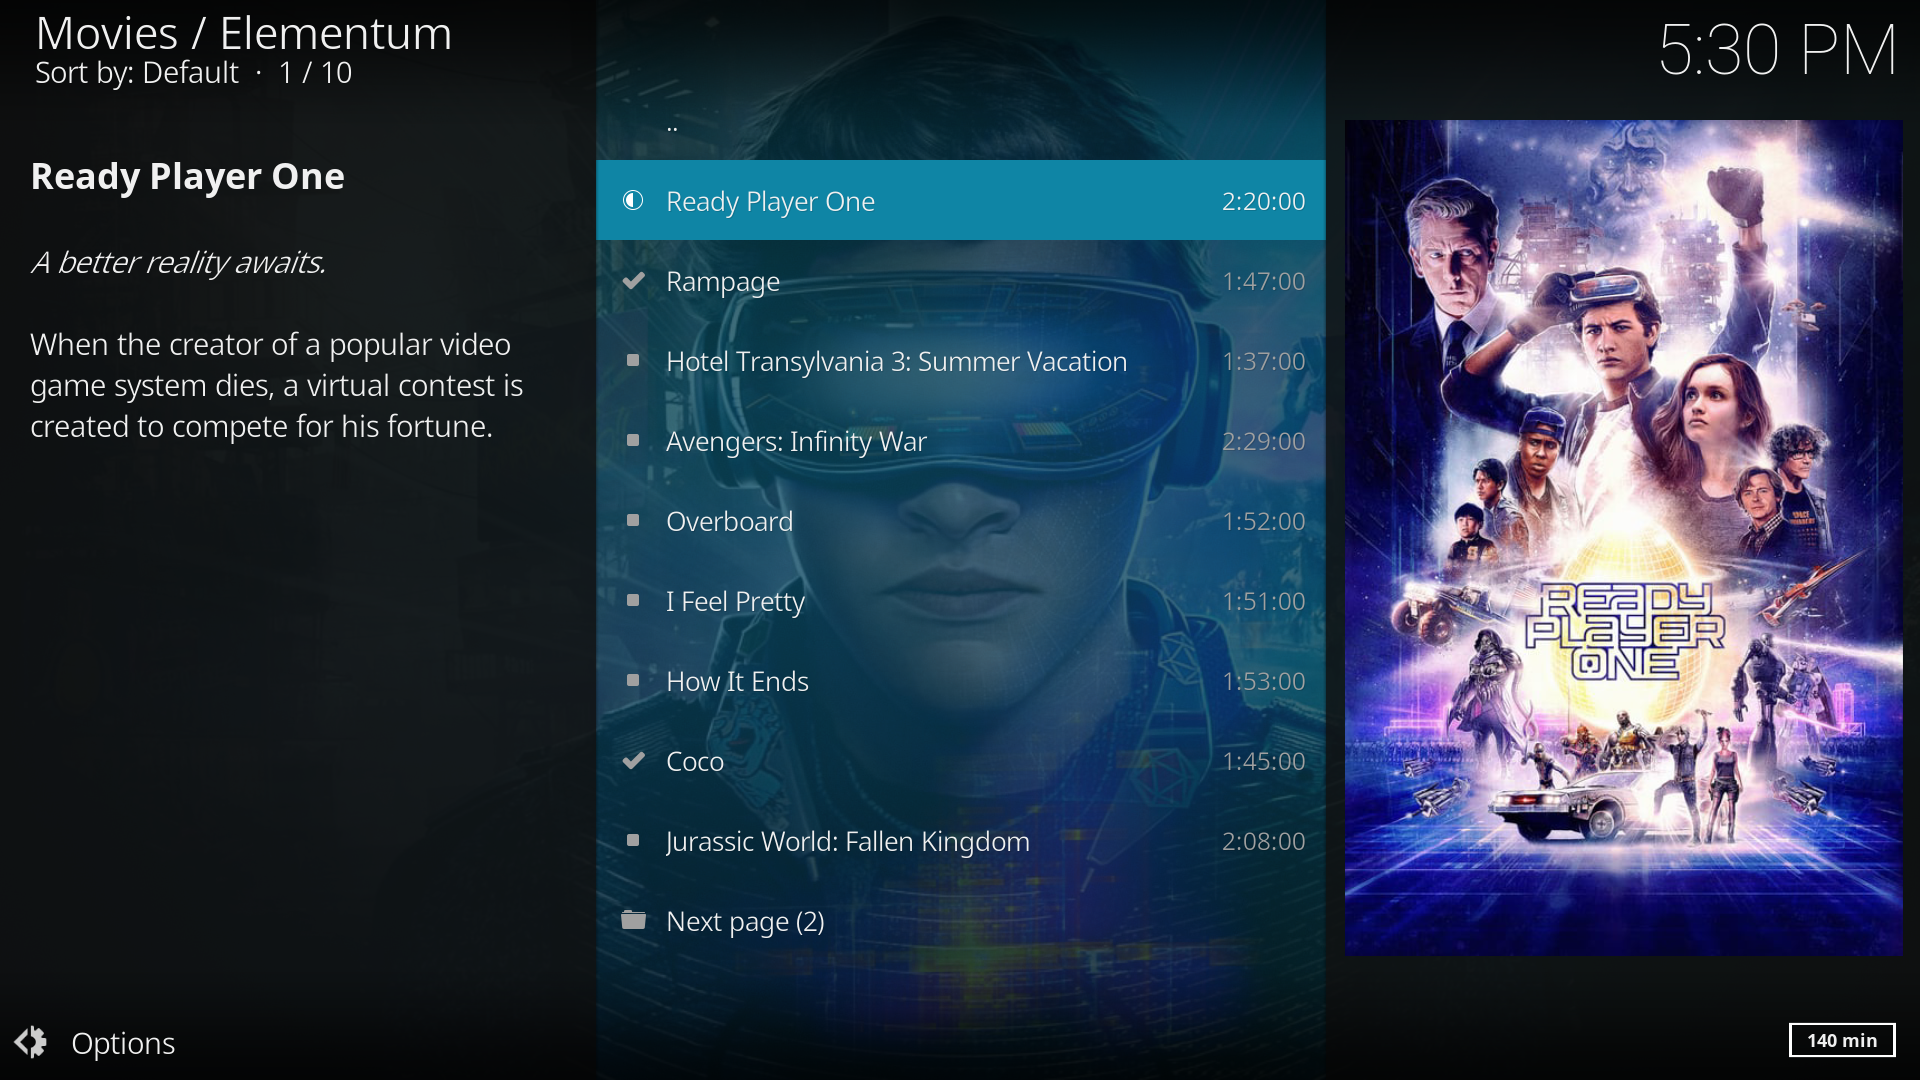 Movies / Elementum
Sort by: Default · 1 / 10
5:30 PM
Ready Player One
A better reality awaits.
When the creator of a popular video
game system dies, a virtual contest is
created to compete for his fortune.
..
Ready Player One 2:20:00
Rampage 1:47:00
Hotel Transylvania 3: Summer Vacation 1:37:00
Avengers: Infinity War 2:29:00
Overboard 1:52:00
I Feel Pretty 1:51:00
How It Ends 1:53:00
Coco 1:45:00
Jurassic World: Fallen Kingdom 2:08:00
Next page (2)
READY
PLAYER
ONE
Options
140 min